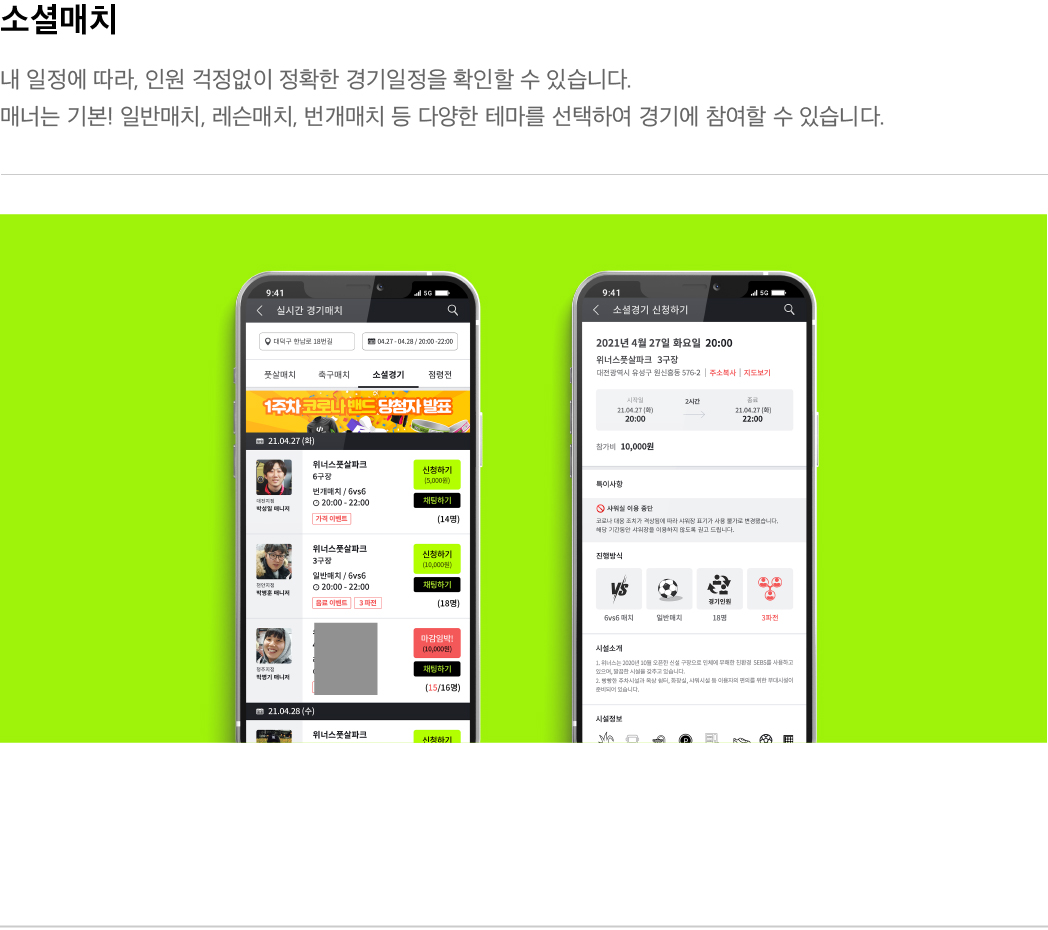 소셜매치
내 일정에 따라, 인원 걱정없이 정확한 경기일정을 확인할 수 있습니다.
매너는 기본! 일반매치, 레슨매치, 번개매치 등 다양한 테마를 선택하여 경기에 참여할 수 있습니다.
9:41
5G
실시간 경기매치
대덕구 한남로 18번길
04.27 - 04.28 / 20:00 -22:00
풋살매치
축구매치
소셜경기
점령전
1주차 코로나 밴드 당첨자 발표
21.04.27 (화)
위너스풋살파크
6구장
번개매치 / 6vs6
20:00 - 22:00
가격 이벤트
대전지점
박상일 매니저
신청하기
(5,000원)
채팅하기
(14명)
위너스풋살파크
3구장
일반매치 / 6vs6
20:00 - 22:00
음료 이벤트
3 파전
천안지점
박병훈 매니저
신청하기
(10,000원)
채팅하기
(18명)
청주지점
박병기 매니저
마감임박!
(10,000원)
채팅하기
(15/16명)
21.04.28 (수)
위너스풋살파크
신청하기
9:41
5G
소셜경기 신청하기
2021년 4월 27일 화요일 20:00
위너스풋살파크 3구장
대전광역시 유성구 원신흥동 576-2 | 주소복사 | 지도보기
시작일
2시간
종료
21.04.27 (화)
21.04.27 (화)
20:00
22:00
참가비 10,000원
특이사항
샤워실 이용 중단
코로나 대응 조치가 격상됨에 따라 샤워장 표기가 사용 불가로 변경됐습니다.
해당 기간동안 샤워장을 이용하지 않도록 권고 드립니다.
진행방식
VS
경기인원
6vs6 매치
일반매치
18명
3파전
시설소개
1. 위너스는 2020년 10월 오픈한 신설 구장으로 인체에 무해한 친환경 SEBS를 사용하고
있으며, 깔끔한 시설을 갖추고 있습니다.
2. 빵빵한 주차시설과 옥상 쉼터, 화장실, 샤워시설 등 이용자의 편의를 위한 부대시설이
준비되어 있습니다.
시설정보
P